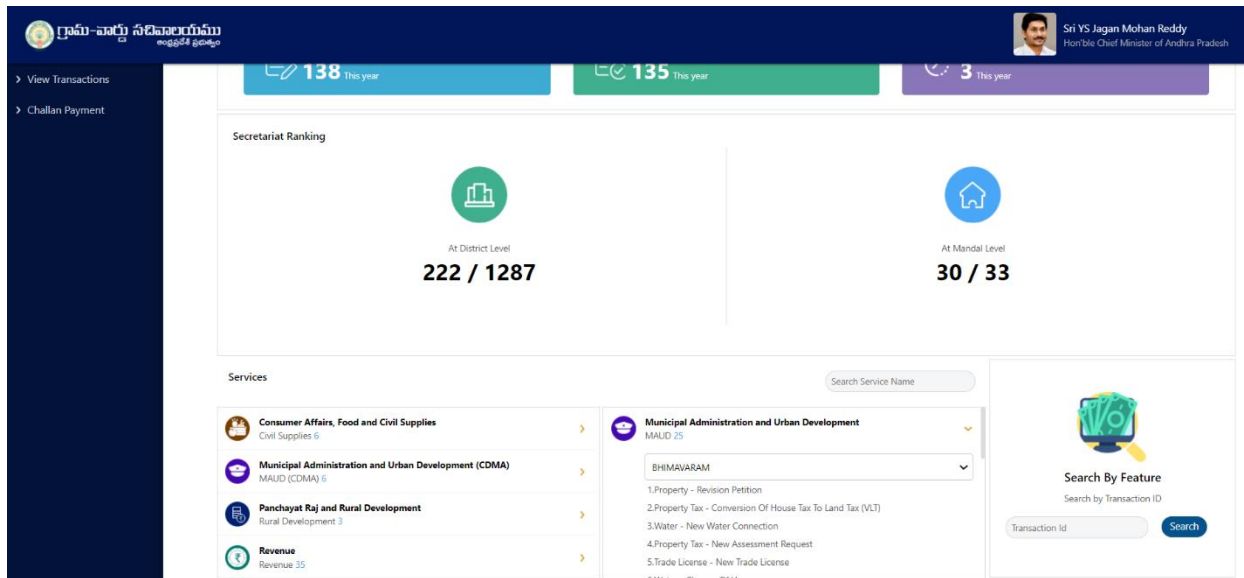 గ్రామ-వార్డు సచివాలయము
ఆంధ్రప్రదేశ్ ప్రభుత్వం
Sri YS Jagan Mohan Reddy
Hon'ble Chief Minister of Andhra Pradesh
View Transactions
Challan Payment
138 This year
135 This year
3 This year
Secretariat Ranking
At District Level
222 / 1287
At Mandal Level
30 / 33
Services
Search Service Name
Consumer Affairs, Food and Civil Supplies
Civil Supplies 6
Municipal Administration and Urban Development (CDMA)
MAUD (CDMA) 6
Panchayat Raj and Rural Development
Rural Development 3
Revenue
Revenue 35
Municipal Administration and Urban Development
MAUD 25
BHIMAVARAM
1.Property - Revision Petition
2.Property Tax - Conversion Of House Tax To Land Tax (VLT)
3.Water - New Water Connection
4.Property Tax - New Assessment Request
5.Trade License - New Trade License
Search By Feature
Search by Transaction ID
Transaction Id
Search